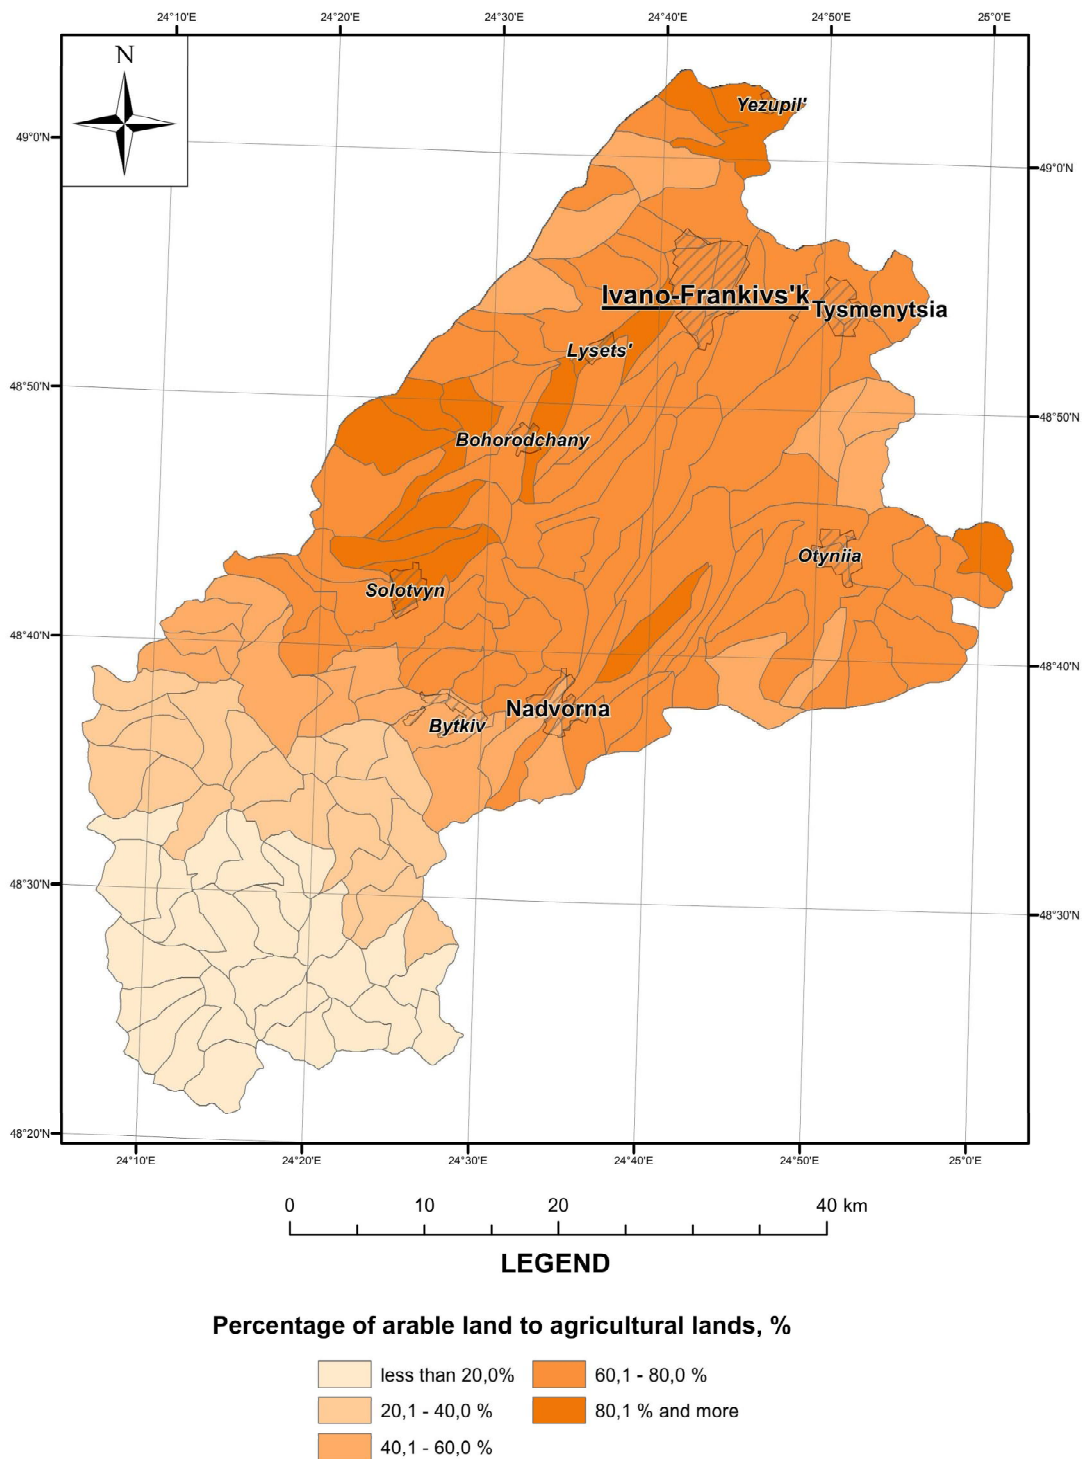 24°10'E 24°20'E 24°30'E 24°40'E 24°50'E 25°0'E
N
Yezupil'
49°0'N
49°0'N
Ivano-Frankivs'k
Tysmenytsia
Lysets'
48°50'N
48°50'N
Bohorodchany
Otyniia
Solotvyn
48°40'N
48°40'N
Nadvorna
Bytkiv
48°30'N
48°30'N
48°20'N
24°10'E 24°20'E 24°30'E 24°40'E 24°50'E 25°0'E
0 10 20 40 km
LEGEND
Percentage of arable land to agricultural lands, %
less than 20,0% 60,1 - 80,0 %
20,1 - 40,0 % 80,1 % and more
40,1 - 60,0 %